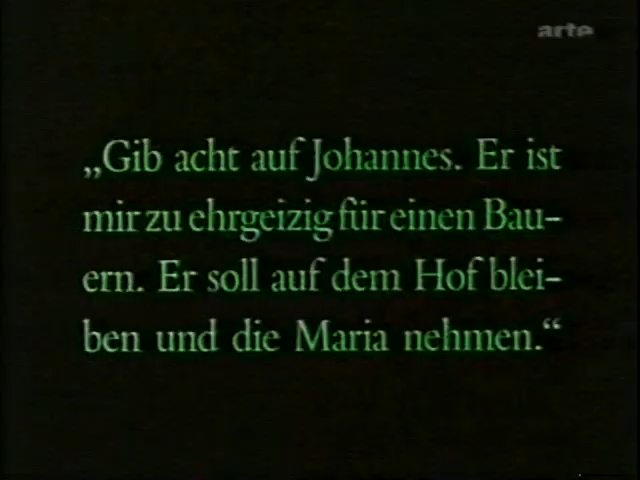 arte
„Gib acht auf Johannes. Er ist
mir zu ehrgeizig für einen Bau-
ern. Er soll auf dem Hof blei-
ben und die Maria nehmen.“